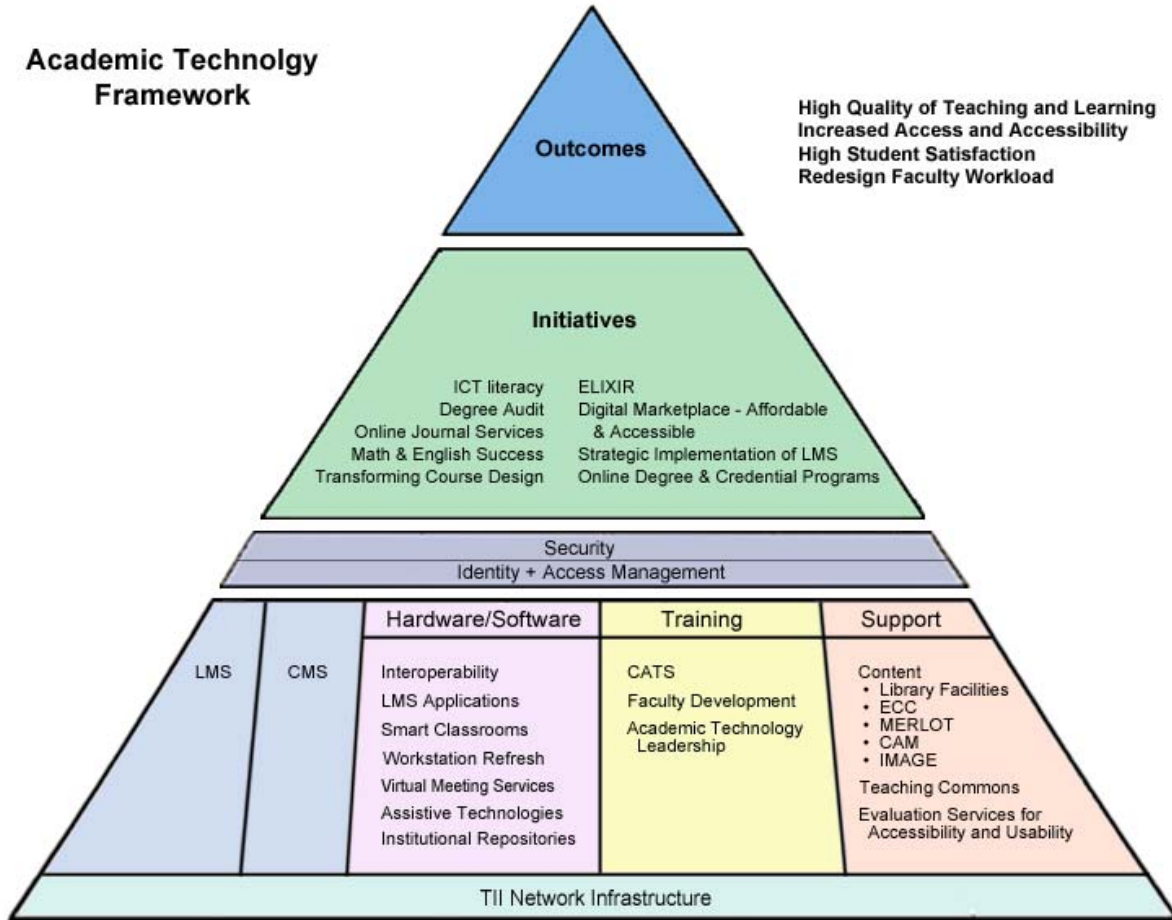 Academic Technolgy
Framework
Outcomes
High Quality of Teaching and Learning
Increased Access and Accessibility
High Student Satisfaction
Redesign Faculty Workload
Initiatives
ICT literacy
Degree Audit
Online Journal Services
Math & English Success
Transforming Course Design
ELIXIR
Digital Marketplace - Affordable
& Accessible
Strategic Implementation of LMS
Online Degree & Credential Programs
Security
Identity + Access Management
LMS
CMS
Hardware/Software
Interoperability
LMS Applications
Smart Classrooms
Workstation Refresh
Virtual Meeting Services
Assistive Technologies
Institutional Repositories
Training
CATS
Faculty Development
Academic Technology
Leadership
Support
Content
• Library Facilities
• ECC
• MERLOT
• CAM
• IMAGE
Teaching Commons
Evaluation Services for
Accessibility and Usability
TII Network Infrastructure